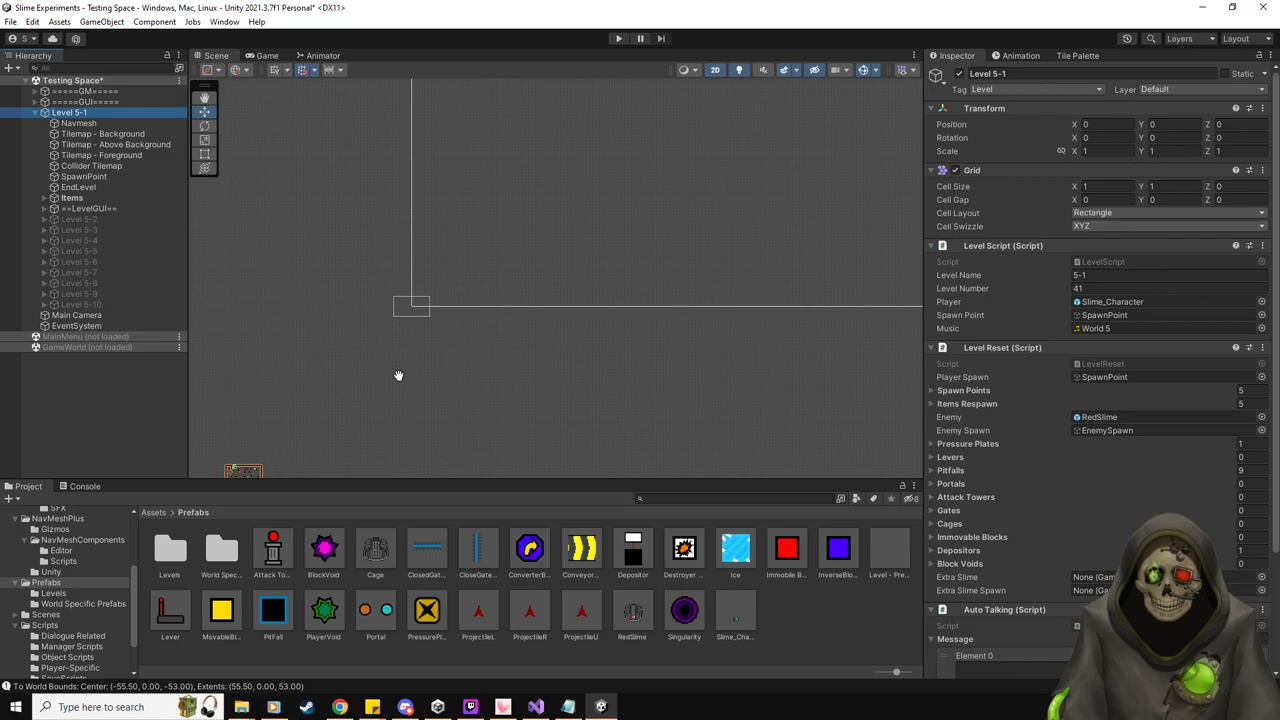 Slime Experiments - Testing Space - Windows, Mac, Linux - Unity 2021.3.7f1 Personal* <DX11>
File Edit Assets GameObject Component Jobs Window Help
S Layers Layout
Hierarchy
All
Testing Space*
=====GM=====
=====GUI=====
Level 5-1
Navmesh
Tilemap - Background
Tilemap - Above Background
Tilemap - Foreground
Collider Tilemap
SpawnPoint
EndLevel
Items
==LevelGUI==
Level 5-2
Level 5-3
Level 5-4
Level 5-5
Level 5-6
Level 5-7
Level 5-8
Level 5-9
Level 5-10
Main Camera
EventSystem
MainMenu (not loaded)
GameWorld (not loaded)
Scene Game Animator
2D
Inspector Animation Tile Palette
Level 5-1 Static
Tag Level Layer Default
Transform
Position X 0 Y 0 Z 0
Rotation X 0 Y 0 Z 0
Scale X 1 Y 1 Z 1
Grid
Cell Size X 1 Y 1 Z 0
Cell Gap X 0 Y 0 Z 0
Cell Layout Rectangle
Cell Swizzle XYZ
Level Script (Script)
Script LevelScript
Level Name 5-1
Level Number 41
Player Slime_Character
Spawn Point SpawnPoint
Music World 5
Level Reset (Script)
Script LevelReset
Player Spawn SpawnPoint
Spawn Points 5
Items Respawn 5
Enemy RedSlime
Enemy Spawn EnemySpawn
Pressure Plates 1
Levers 0
Pitfalls 9
Portals 0
Attack Towers 0
Gates 0
Cages 0
Immovable Blocks 0
Depositors 1
Block Voids 0
Extra Slime None (Gam
Extra Slime Spawn None (Gam
Auto Talking (Script)
Script
Message
Element 0
Project Console
8
SFX
NavMeshPlus
Gizmos
NavMeshComponents
Editor
Scripts
Unity
Prefabs
Levels
World Specific Prefabs
Scenes
Scripts
Dialogue Related
Manager Scripts
Object Scripts
Player-Specific
Assets > Prefabs
Levels World Spec... Attack To... BlockVoid Cage ClosedGat... CloseGate... ConverterB... Conveyor... Depositor Destroyer ... Ice Immobile B... InverseBlo... Level - Pre...
Lever MovableBl... PitFall PlayerVoid Portal PressurePl... ProjectileL ProjectileR ProjectileU RedSlime Singularity Slime_Cha...
To World Bounds: Center: (-55.50, 0.00, -53.00), Extents: (55.50, 0.00, 53.00)
Type here to search